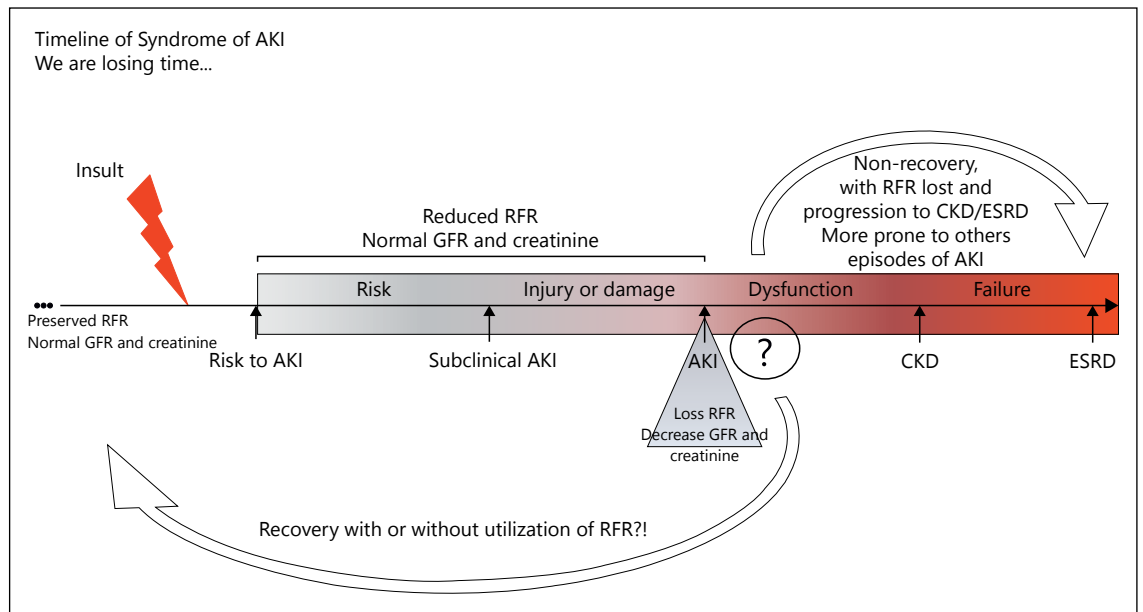 Timeline of Syndrome of AKI
We are losing time...
Insult
Non-recovery,
with RFR lost and
progression to CKD/ESRD
More prone to others
episodes of AKI
Reduced RFR
Normal GFR and creatinine
Risk
Injury or damage
Dysfunction
Failure
Preserved RFR
Normal GFR and creatinine
Risk to AKI
Subclinical AKI
AKI
?
CKD
ESRD
Loss RFR
Decrease GFR and
creatinine
Recovery with or without utilization of RFR?!